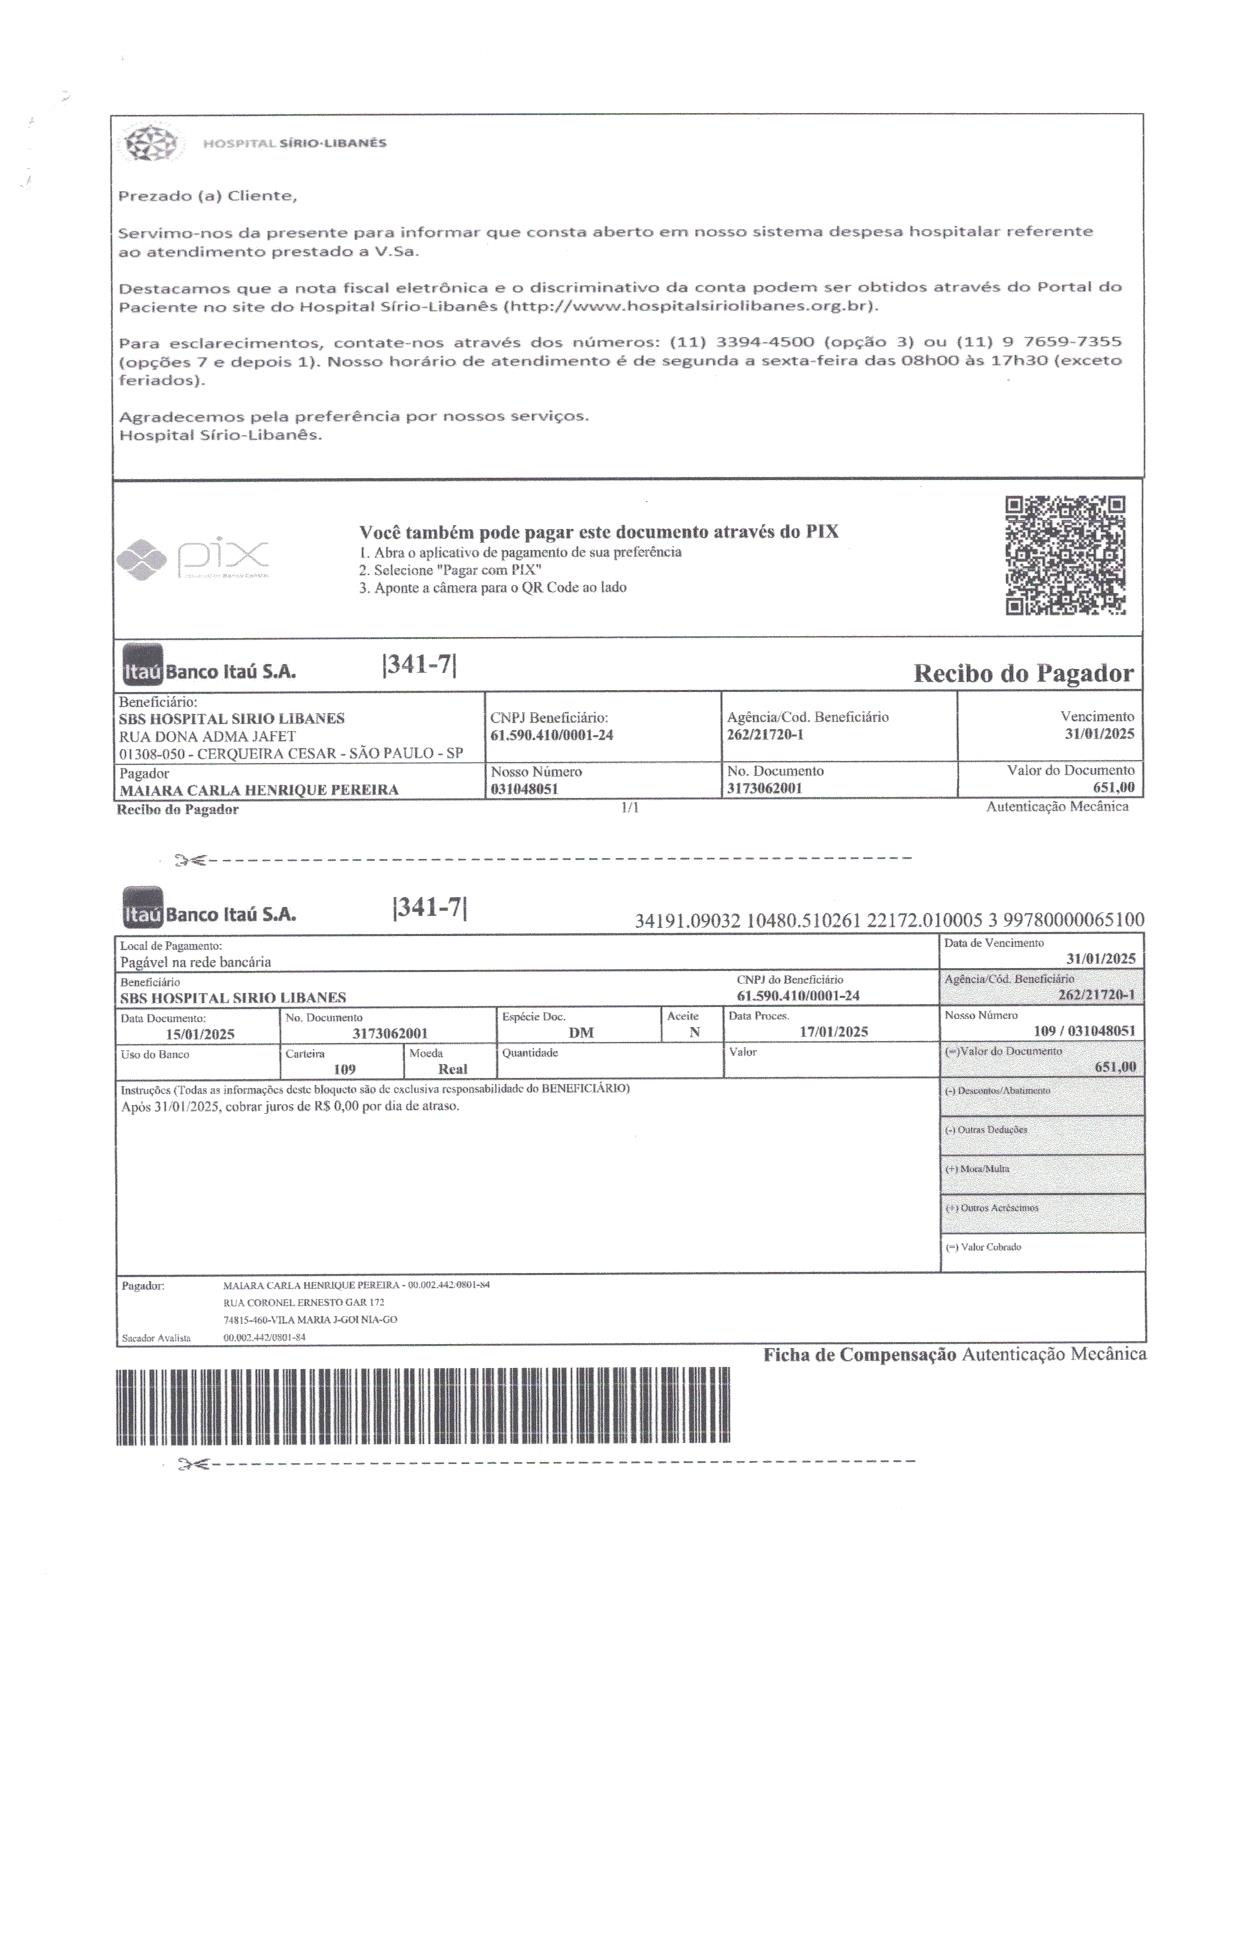 HOSPITAL SÍRIO-LIBANÊS
Prezado (a) Cliente,
Servimo-nos da presente para informar que consta aberto em nosso sistema despesa hospitalar referente
ao atendimento prestado a V.Sa.
Destacamos que a nota fiscal eletrônica e o discriminativo da conta podem ser obtidos através do Portal do
Paciente no site do Hospital Sírio-Libanês (http://www.hospitalsiriolibanes.org.br).
Para esclarecimentos, contate-nos através dos números: (11) 3394-4500 (opção 3) ou (11) 9 7659-7355
(opções 7 e depois 1). Nosso horário de atendimento é de segunda a sexta-feira das 08h00 às 17h30 (exceto
feriados).
Agradecemos pela preferência por nossos serviços.
Hospital Sírio-Libanês.
pix
Você também pode pagar este documento através do PIX
1. Abra o aplicativo de pagamento de sua preferência
2. Selecione "Pagar com PIX"
3. Aponte a câmera para o QR Code ao lado
Itaú Banco Itaú S.A. |341-7| Recibo do Pagador
Beneficiário:
SBS HOSPITAL SIRIO LIBANES CNPJ Beneficiário: Agência/Cod. Beneficiário Vencimento
RUA DONA ADMA JAFET 61.590.410/0001-24 262/21720-1 31/01/2025
01308-050 - CERQUEIRA CESAR - SÃO PAULO - SP
Pagador Nosso Número No. Documento Valor do Documento
MAIARA CARLA HENRIQUE PEREIRA 031048051 3173062001 651,00
Recibo do Pagador 1/1 Autenticação Mecânica
Itaú Banco Itaú S.A. |341-7| 34191.09032 10480.510261 22172.010005 3 99780000065100
Local de Pagamento: Data de Vencimento
Pagável na rede bancária 31/01/2025
Beneficiário CNPJ do Beneficiário Agência/Cód. Beneficiário
SBS HOSPITAL SIRIO LIBANES 61.590.410/0001-24 262/21720-1
Data Documento: No. Documento Espécie Doc. Aceite Data Proces. Nosso Número
15/01/2025 3173062001 DM N 17/01/2025 109 / 031048051
Uso do Banco Carteira Moeda Quantidade Valor (=)Valor do Documento
109 Real 651,00
Instruções (Todas as informações deste bloqueto são de exclusiva responsabilidade do BENEFICIÁRIO)
Após 31/01/2025, cobrar juros de R$ 0,00 por dia de atraso.
(-) Descontos/Abatimento
(-) Outras Deduções
(+) Mora/Multa
(+) Outros Acréscimos
(=) Valor Cobrado
Pagador: MAIARA CARLA HENRIQUE PEREIRA - 00.002.442/0801-84
RUA CORONEL ERNESTO GAR 172
74815-460-VILA MARIA J-GOI NIA-GO
Sacador Avalista 00.002.442/0801-84
Ficha de Compensação Autenticação Mecânica